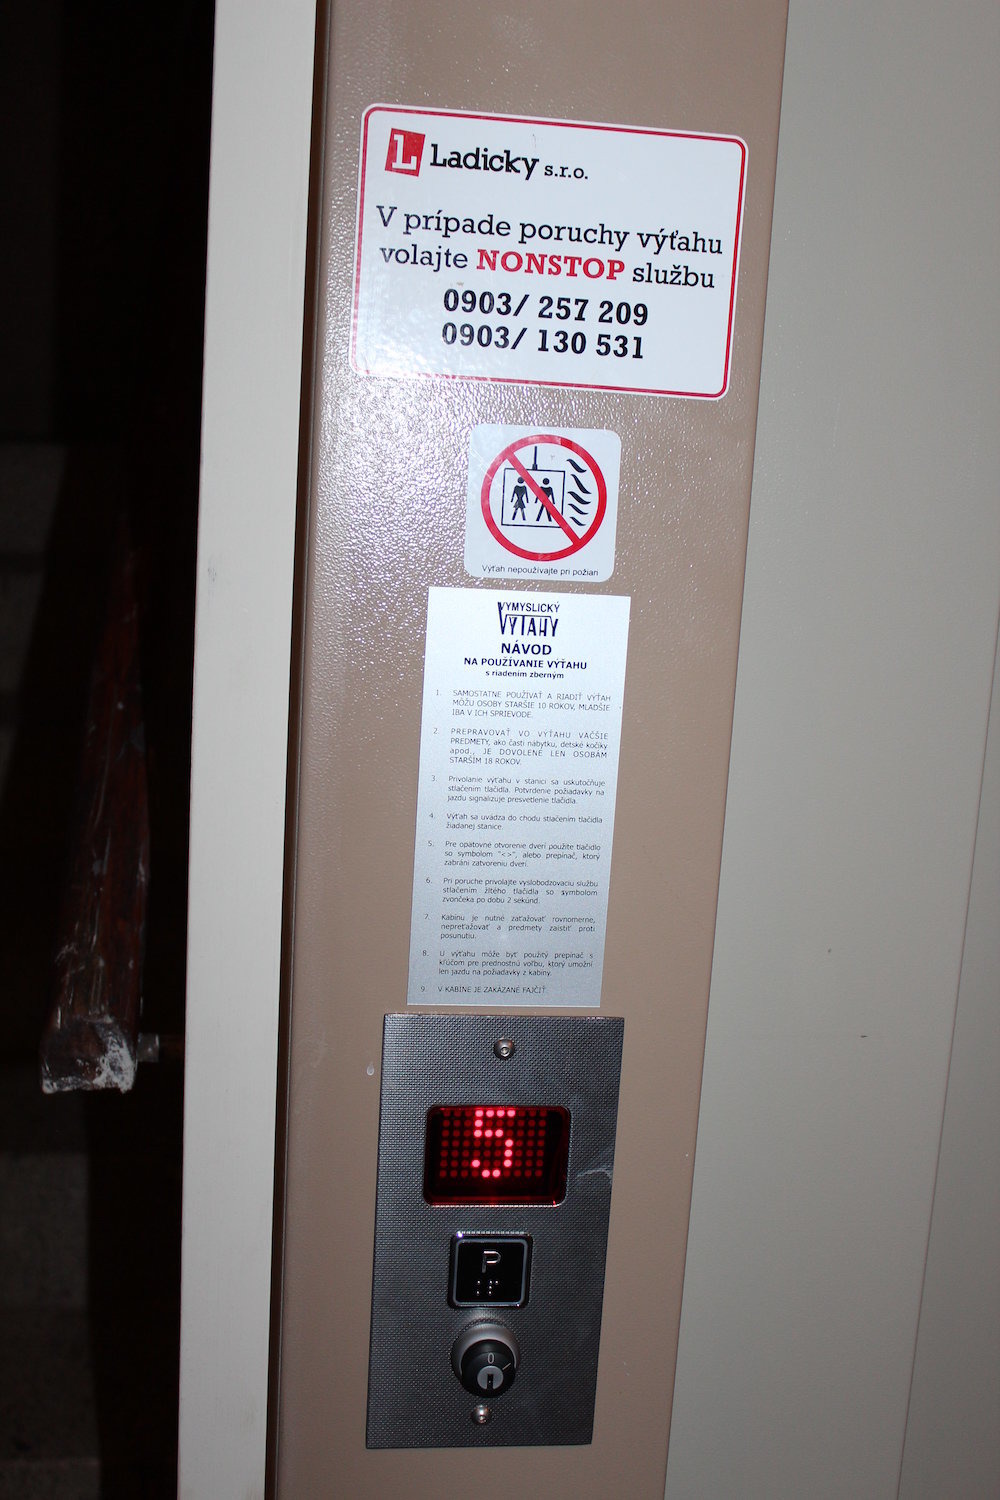 L Ladicky s.r.o.
V prípade poruchy výťahu
volajte NONSTOP službu
0903/ 257 209
0903/ 130 531
Výťah nepoužívajte pri požiari
VYMYSLICKÝ
VÝTAHY
NÁVOD
NA POUŽÍVANIE VÝŤAHU
s riadením zberným
1. SAMOSTATNE POUŽÍVAŤ A RIADIŤ VÝŤAH
MÔŽU OSOBY STARŠIE 10 ROKOV, MLADŠIE
IBA V ICH SPRIEVODE.
2. PREPRAVOVAŤ VO VÝŤAHU VÄČŠIE
PREDMETY, ako časti nábytku, detské kočíky
apod., JE DOVOLENÉ LEN OSOBÁM
STARŠÍM 18 ROKOV.
3. Privolanie výťahu v stanici sa uskutočňuje
stlačením tlačidla. Potvrdenie požiadavky na
jazdu signalizuje presvetlenie tlačidla.
4. Výťah sa uvádza do chodu stlačením tlačidla
žiadanej stanice.
5. Pre opätovné otvorenie dverí použite tlačidlo
so symbolom "<>", alebo prepínač, ktorý
zabráni zatvoreniu dverí.
6. Pri poruche privolajte vyslobodzovaciu službu
stlačením žltého tlačidla so symbolom
zvončeka po dobu 2 sekúnd.
7. Kabínu je nutné zaťažovať rovnomerne,
nepreťažovať a predmety zaistiť proti
posunutiu.
8. U výťahu môže byť použitý prepínač s
kľúčom pre prednostnú voľbu, ktorý umožní
len jazdu na požiadavky z kabíny.
9. V KABÍNE JE ZAKÁZANÉ FAJČIŤ.
5
P
0